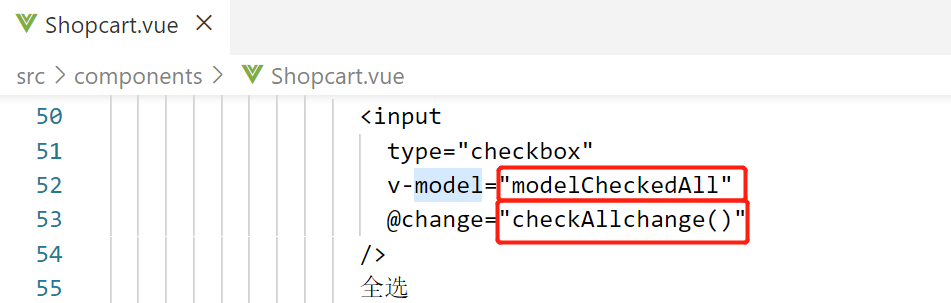 Shopcart.vue ×
src > components > Shopcart.vue
50 <input
51 type="checkbox"
52 v-model="modelCheckedAll"
53 @change="checkAllchange()"
54 />
55 全选